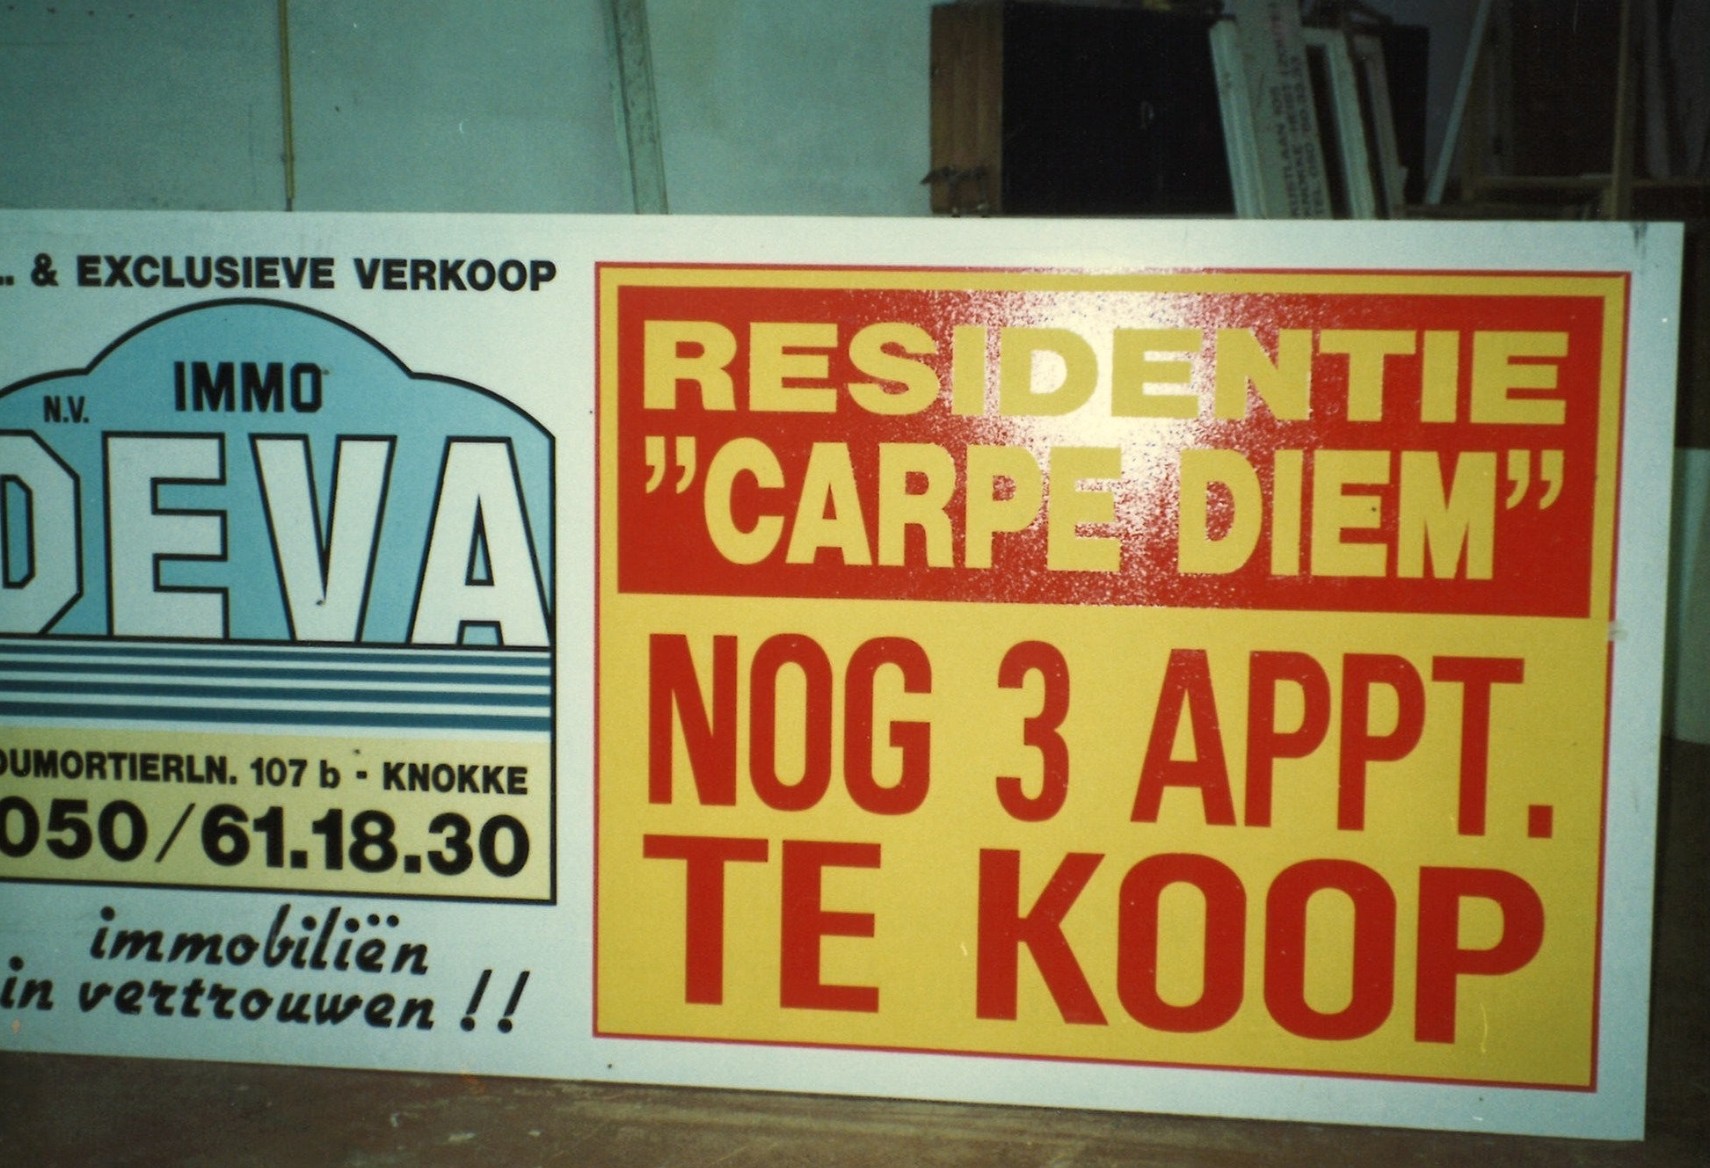 .. & EXCLUSIEVE VERKOOP
N.V. IMMO
DEVA
DUMORTIERLN. 107 b - KNOKKE
050/61.18.30
immobiliën
in vertrouwen !!
RESIDENTIE
”CARPE DIEM”
NOG 3 APPT.
TE KOOP